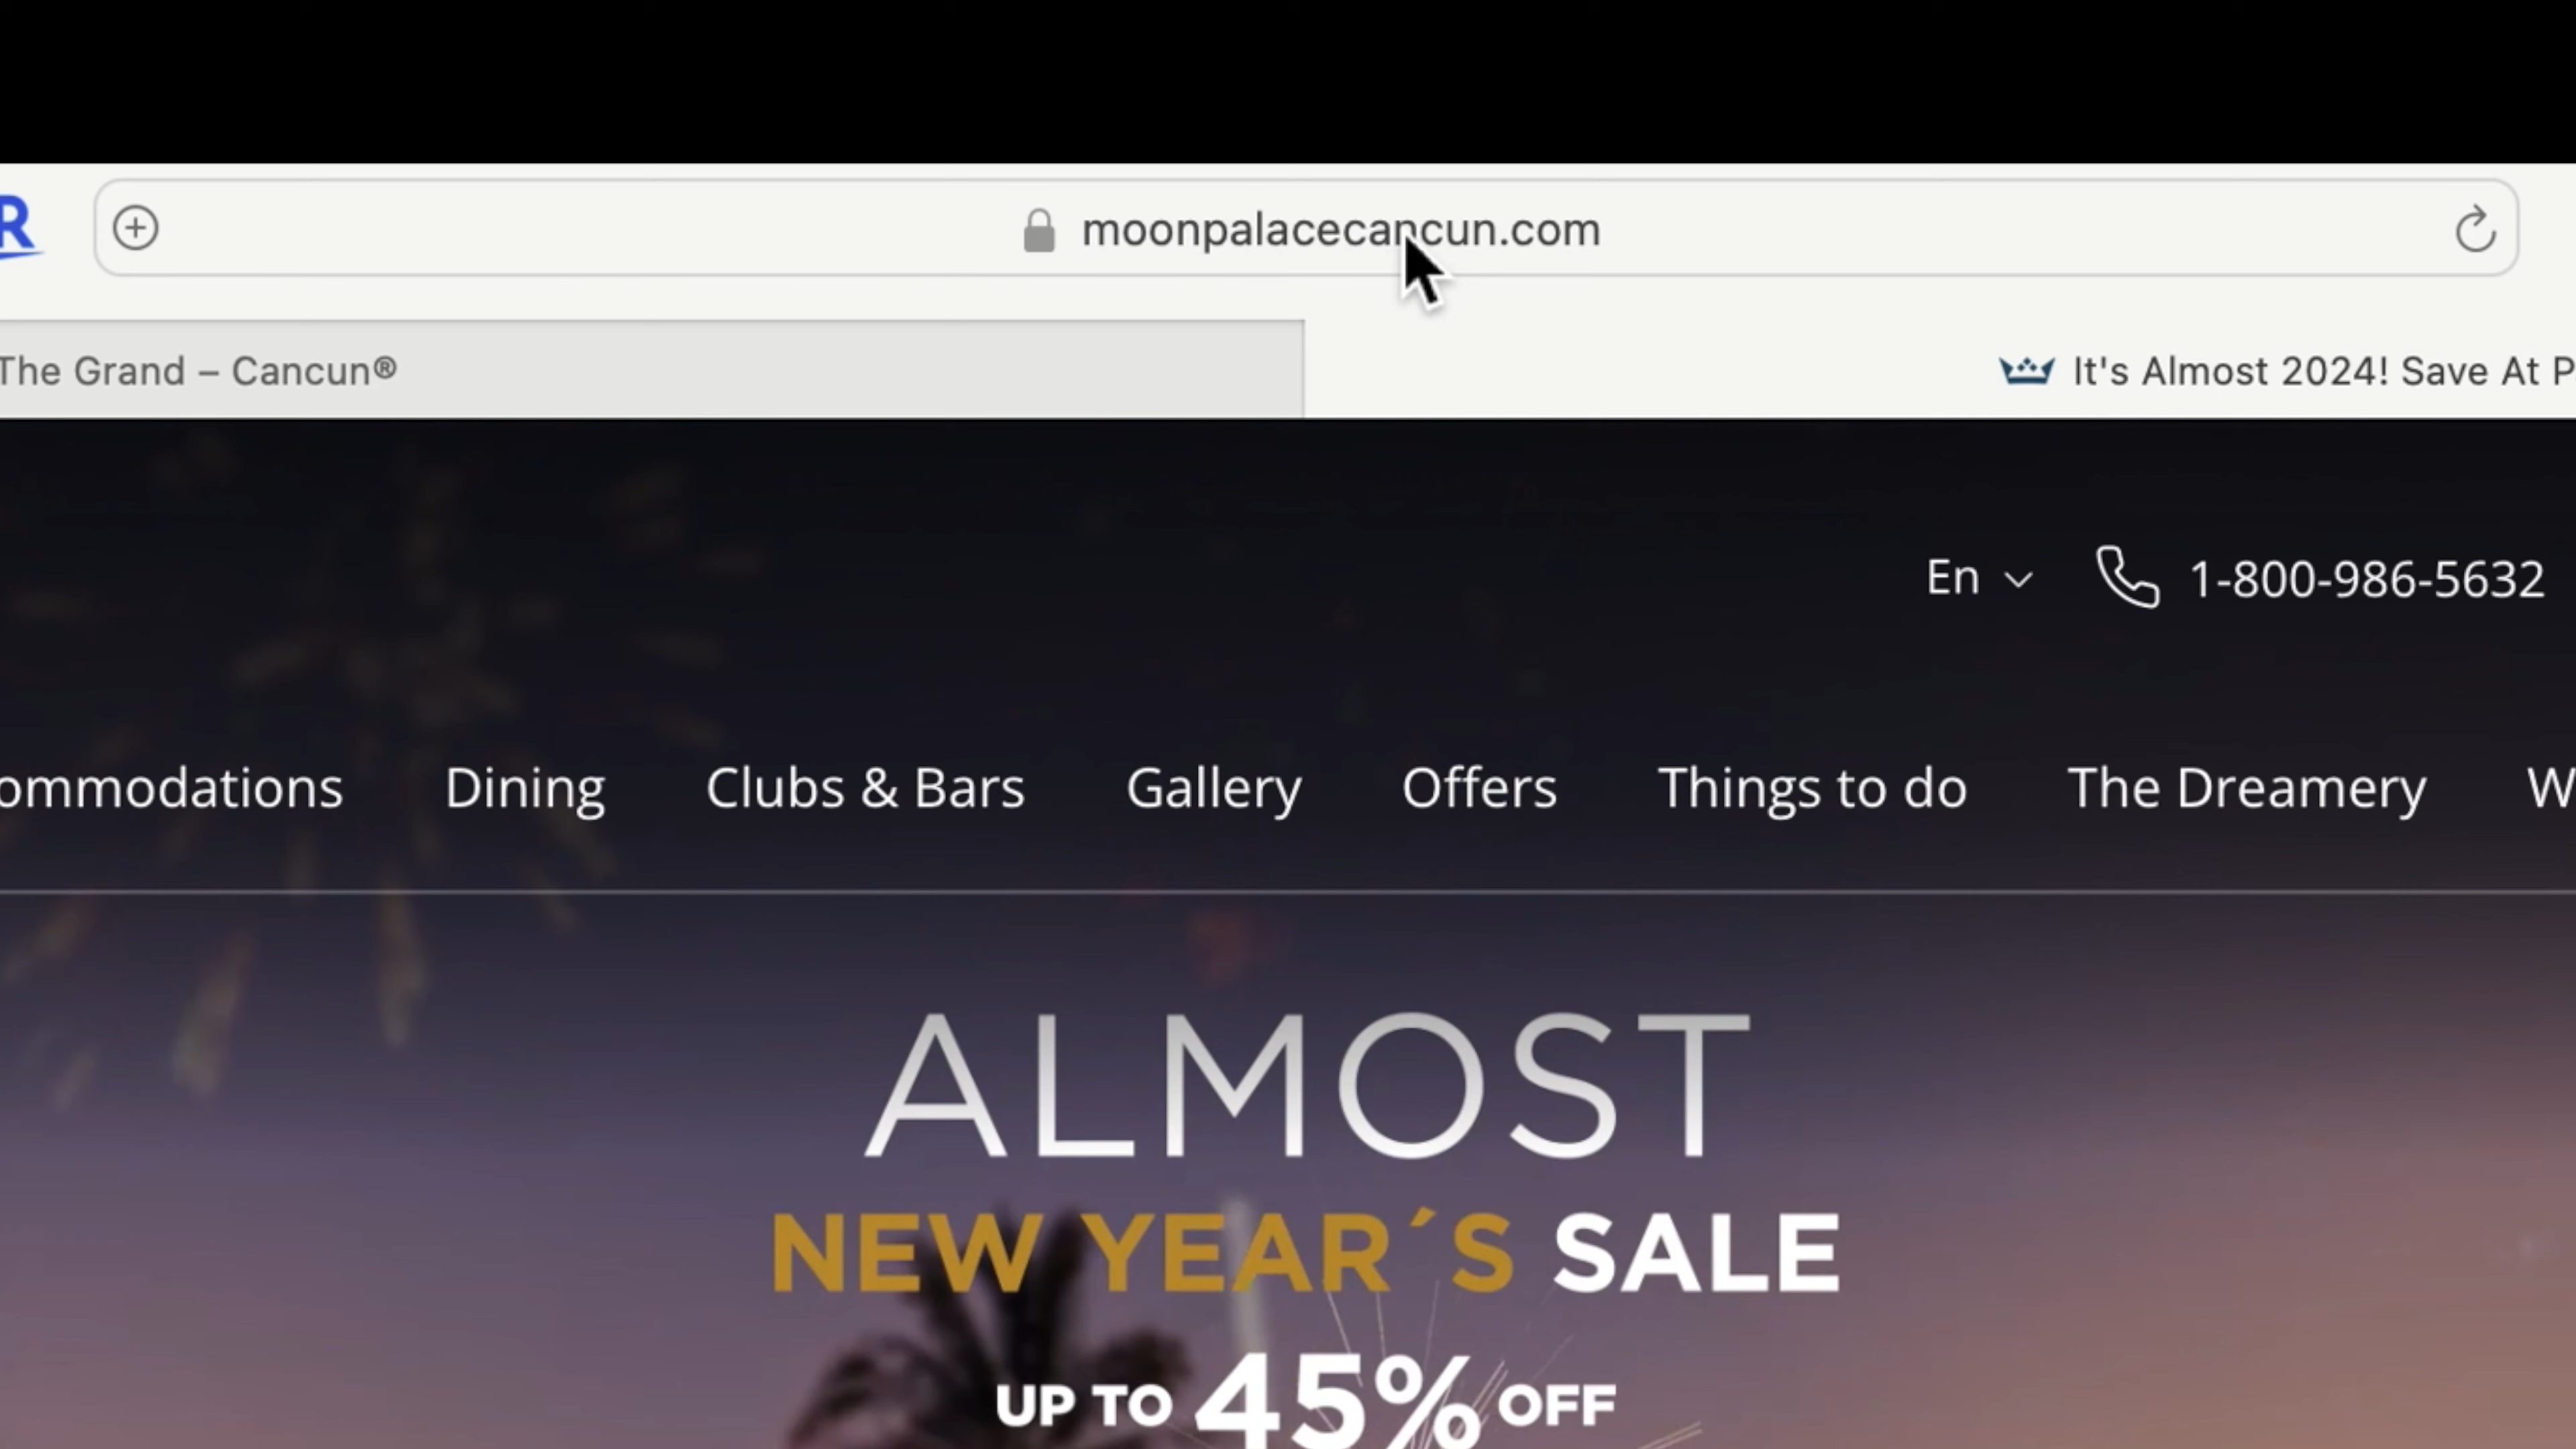 R
moonpalacecancun.com
The Grand – Cancun®
It's Almost 2024! Save At P
En
1-800-986-5632
ommodations Dining Clubs & Bars Gallery Offers Things to do The Dreamery W
ALMOST
NEW YEAR´S SALE
UP TO 45% OFF